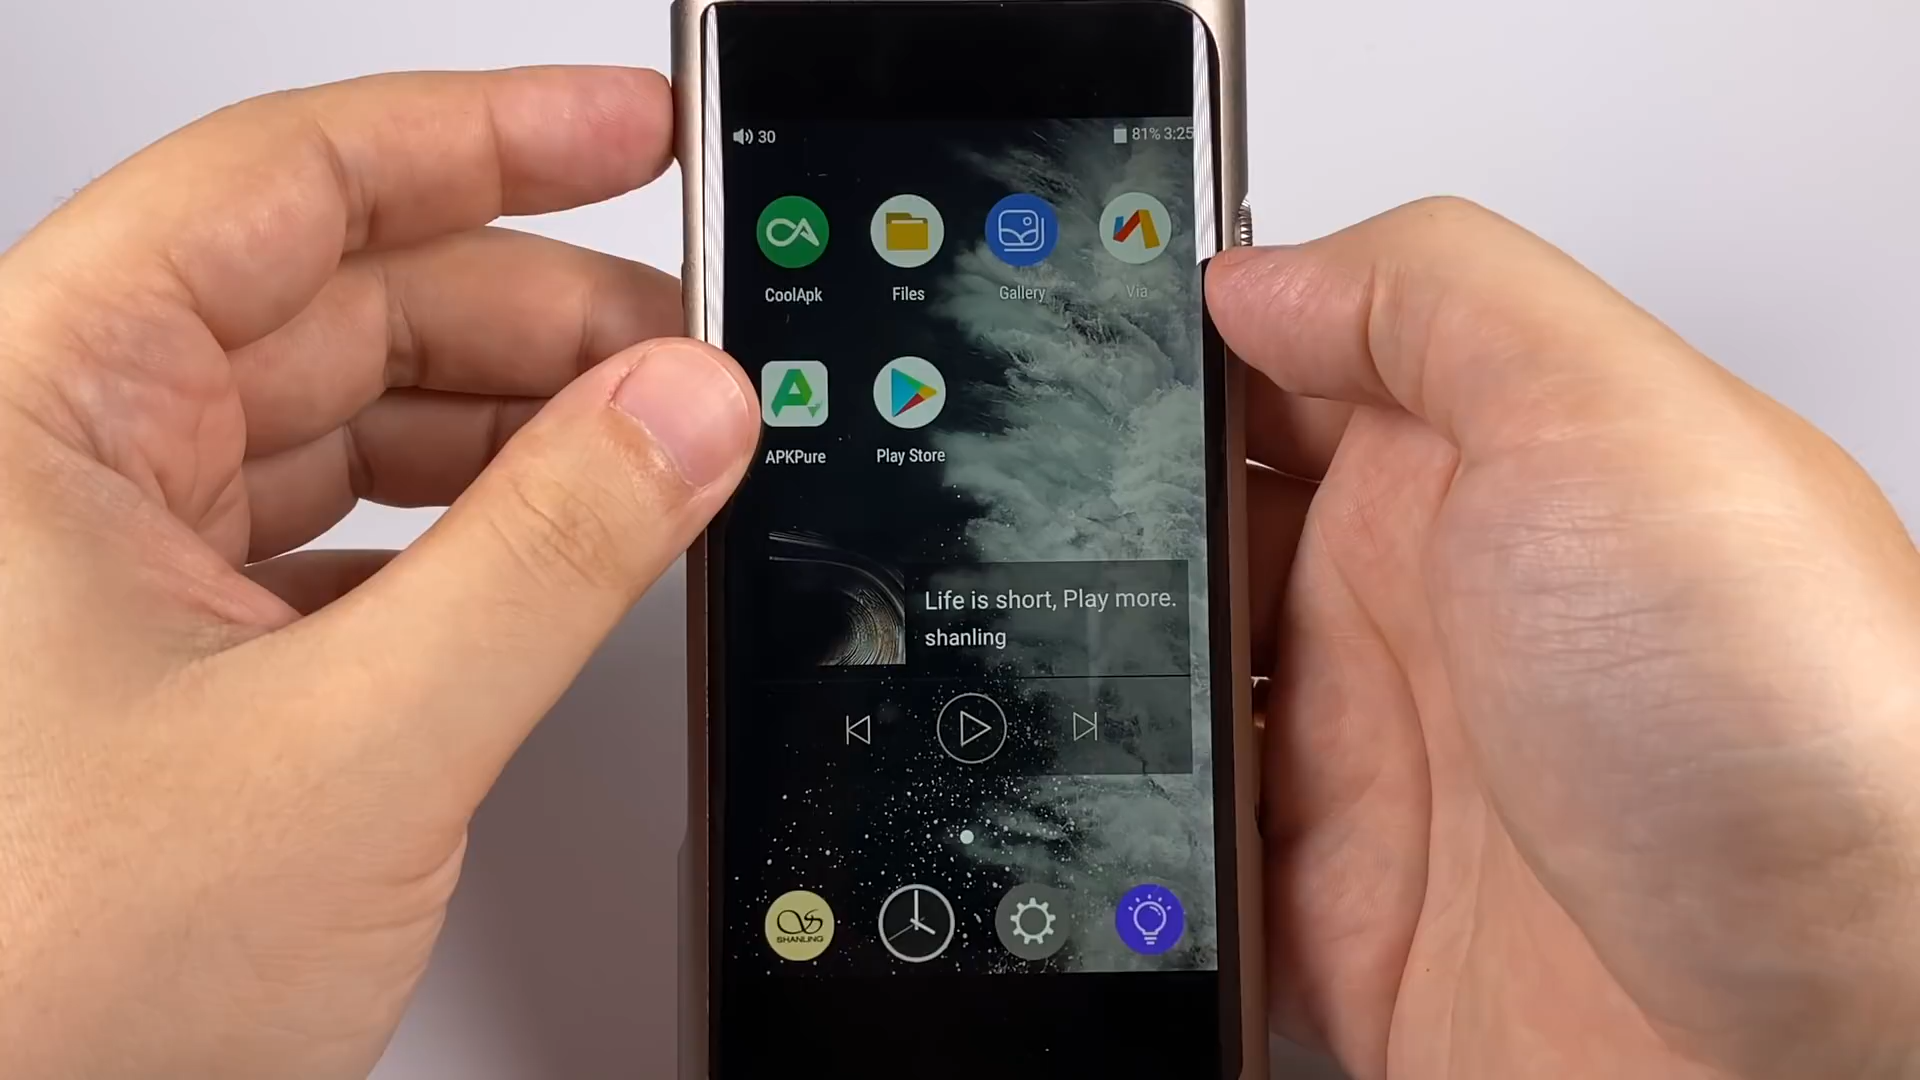 30
81% 3:25
CoolApk Files Gallery Via
APKPure Play Store
Life is short, Play more.
shanling
SHANLING